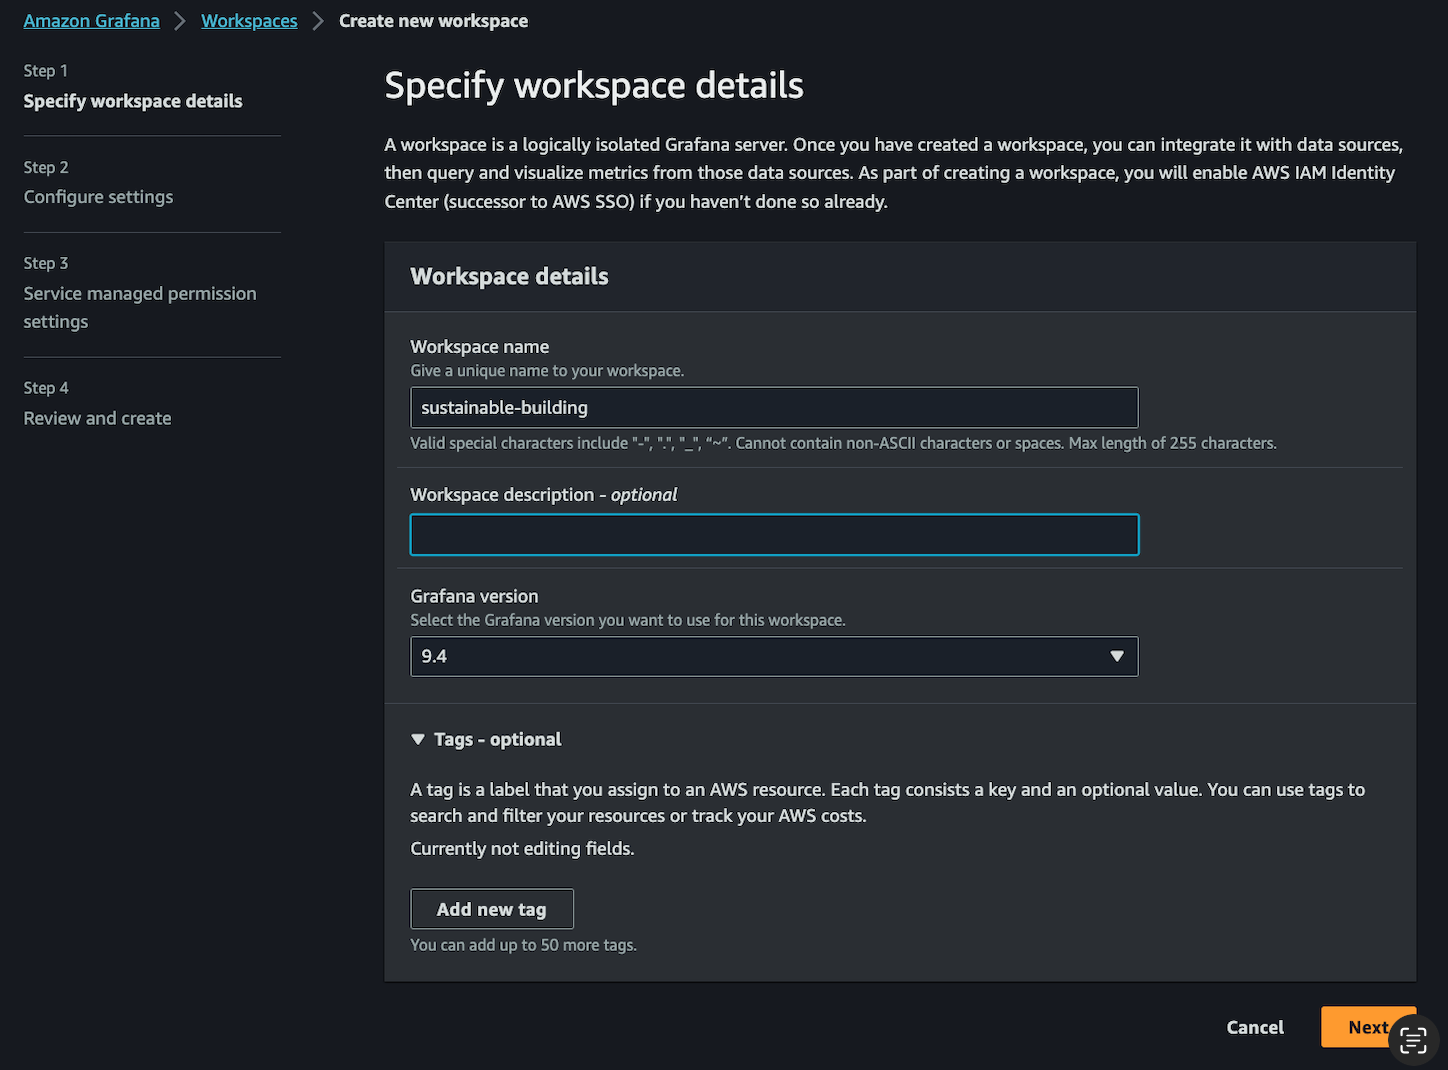 Amazon Grafana > Workspaces > Create new workspace
Step 1
Specify workspace details
Step 2
Configure settings
Step 3
Service managed permission
settings
Step 4
Review and create
Specify workspace details
A workspace is a logically isolated Grafana server. Once you have created a workspace, you can integrate it with data sources,
then query and visualize metrics from those data sources. As part of creating a workspace, you will enable AWS IAM Identity
Center (successor to AWS SSO) if you haven’t done so already.
Workspace details
Workspace name
Give a unique name to your workspace.
sustainable-building
Valid special characters include "-", ".", "_", “~”. Cannot contain non-ASCII characters or spaces. Max length of 255 characters.
Workspace description - optional
Grafana version
Select the Grafana version you want to use for this workspace.
9.4
Tags - optional
A tag is a label that you assign to an AWS resource. Each tag consists a key and an optional value. You can use tags to
search and filter your resources or track your AWS costs.
Currently not editing fields.
Add new tag
You can add up to 50 more tags.
Cancel
Next